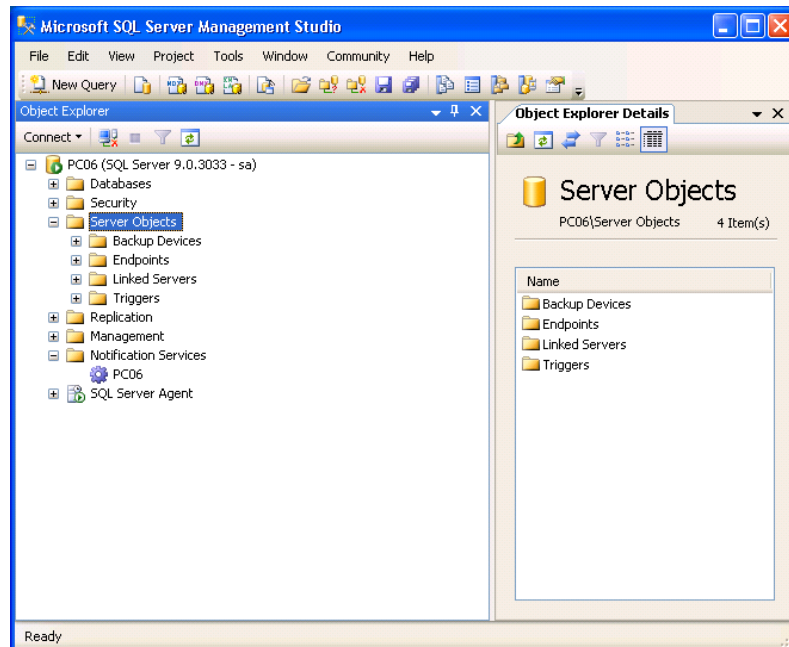 Microsoft SQL Server Management Studio
File Edit View Project Tools Window Community Help
New Query
Object Explorer
Connect
PC06 (SQL Server 9.0.3033 - sa)
Databases
Security
Server Objects
Backup Devices
Endpoints
Linked Servers
Triggers
Replication
Management
Notification Services
PC06
SQL Server Agent
Object Explorer Details
Server Objects
PC06\Server Objects 4 Item(s)
Name
Backup Devices
Endpoints
Linked Servers
Triggers
Ready